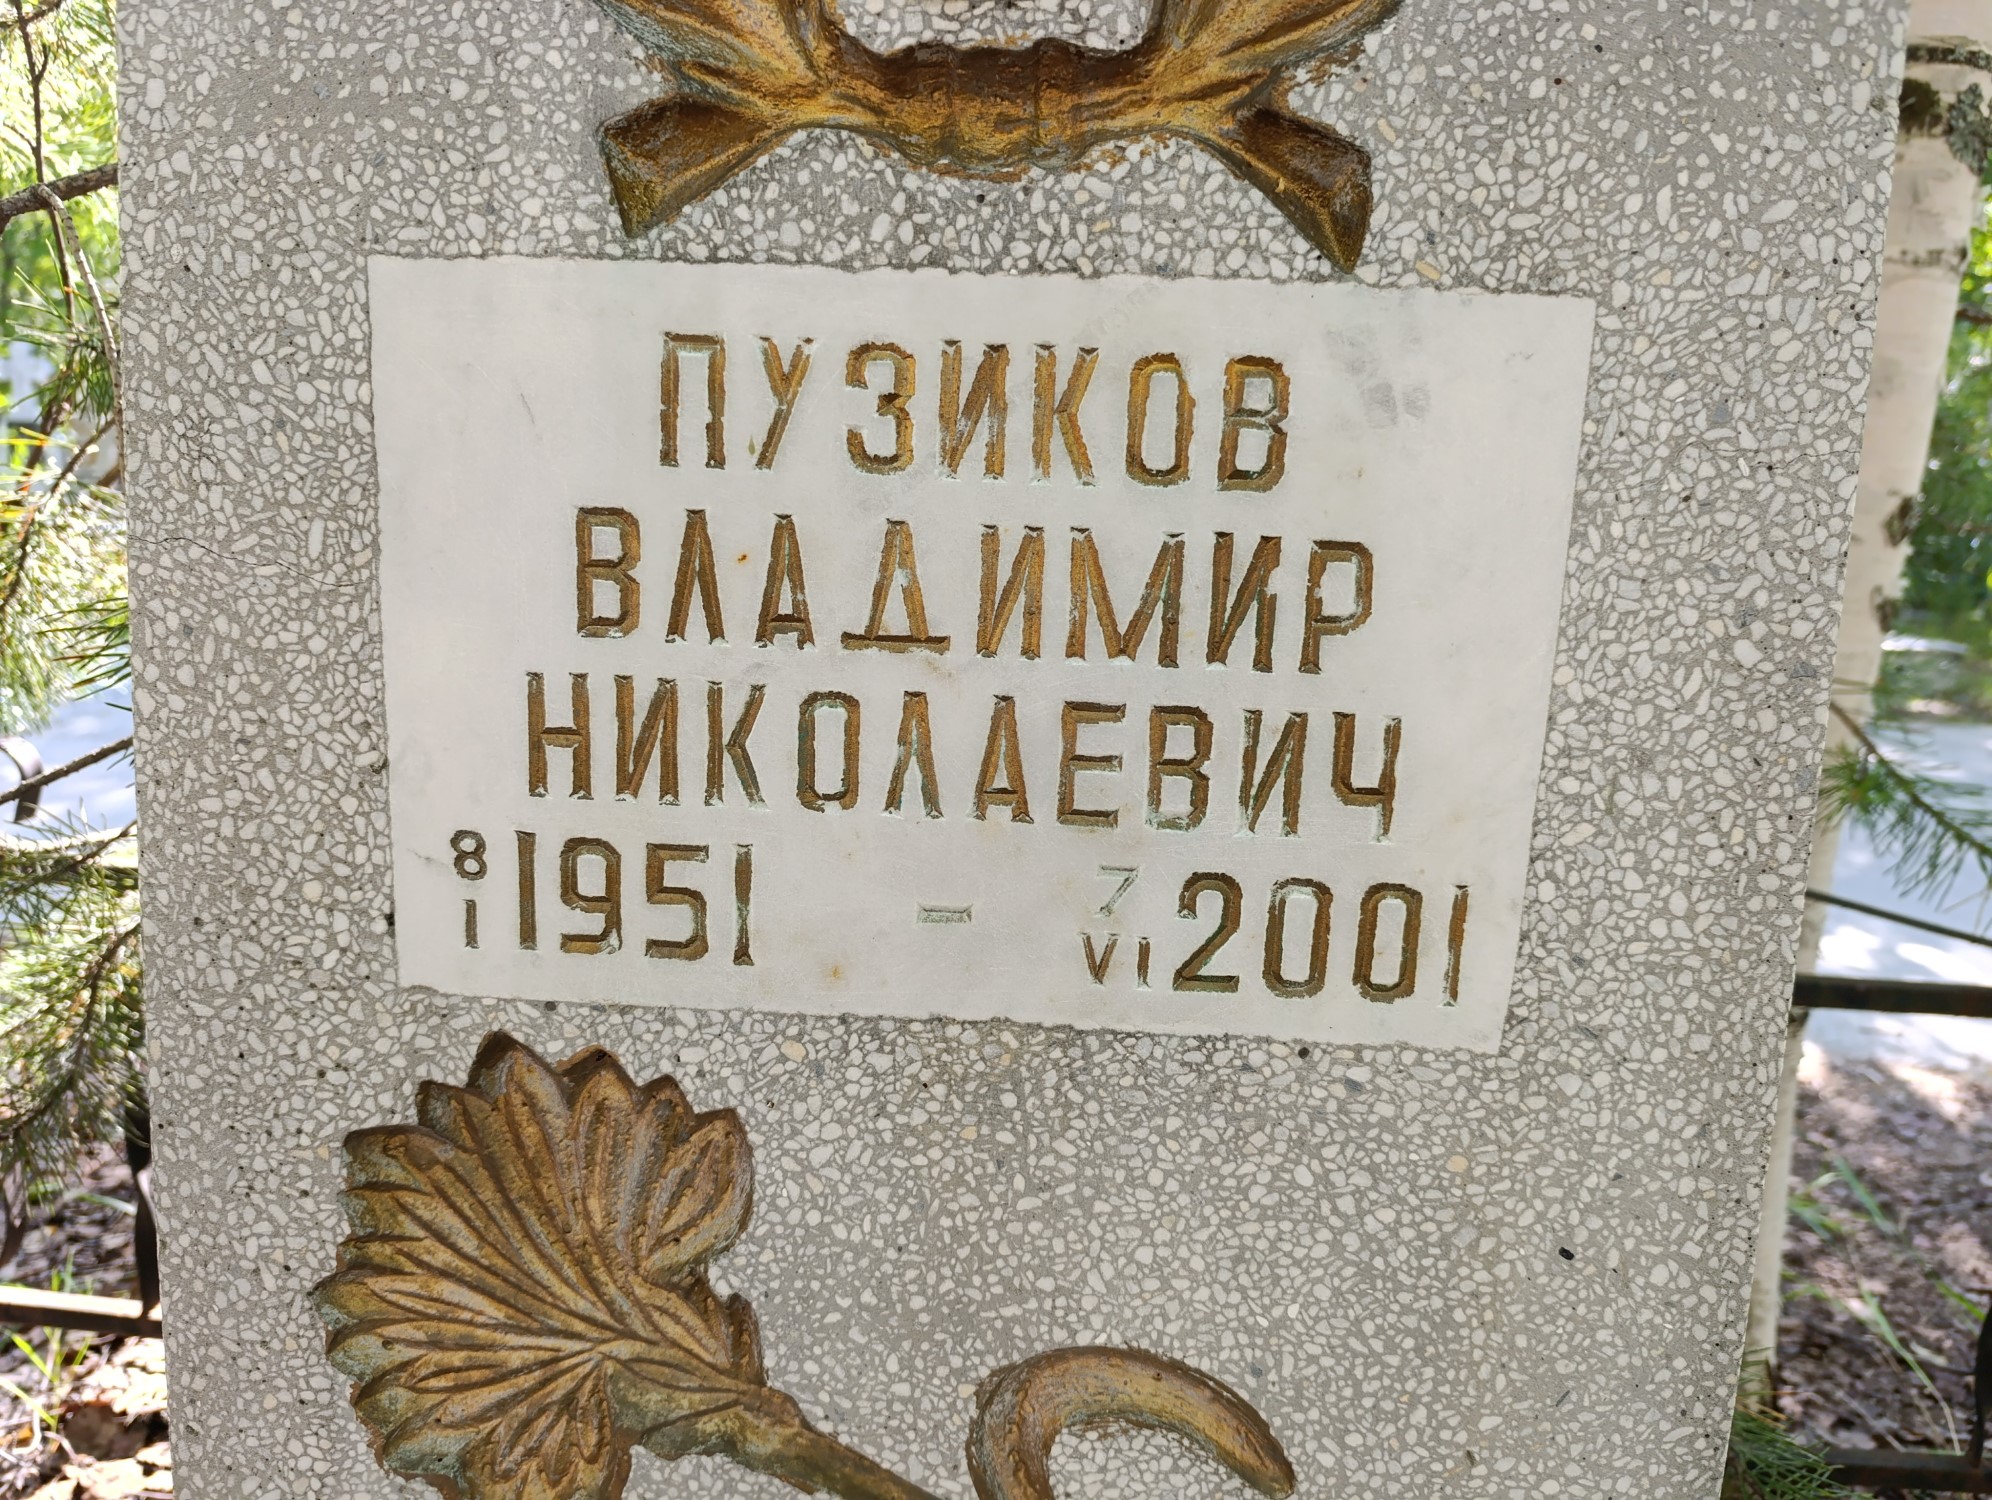 ПУЗИКОВ
ВЛАДИМИР
НИКОЛАЕВИЧ
8/I 1951 - 7/VI 2001